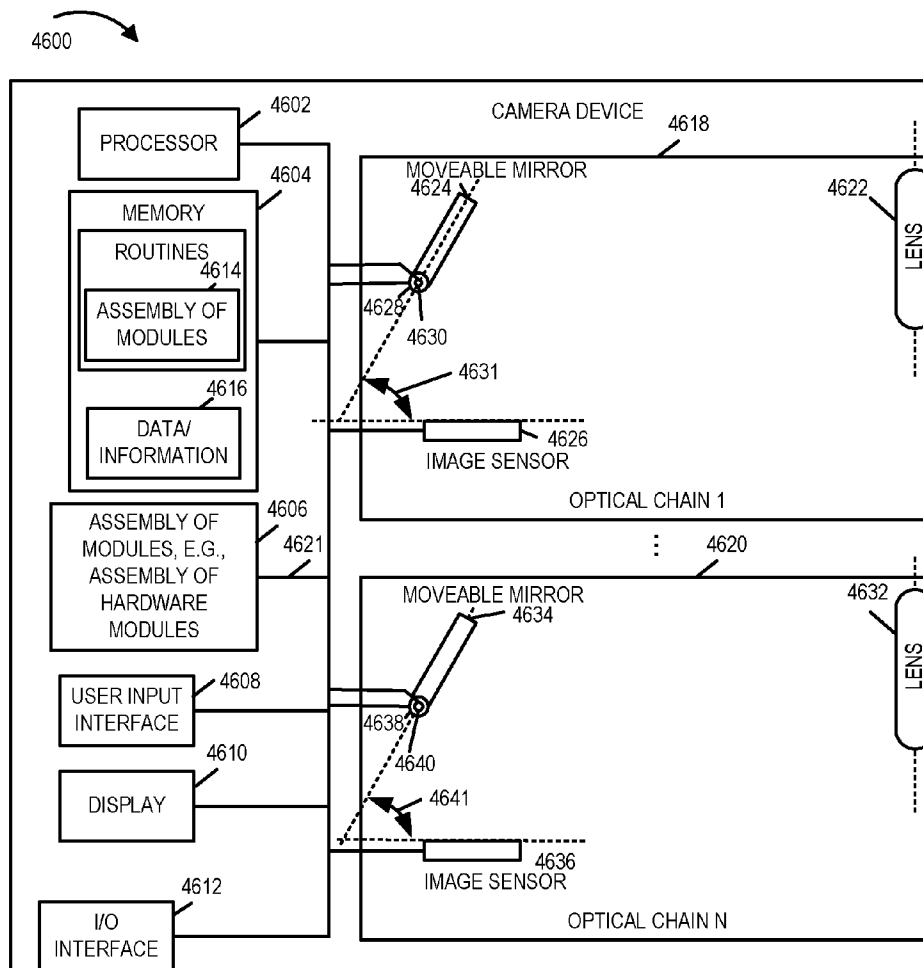 4600
CAMERA DEVICE
4602
PROCESSOR
4604
MEMORY
ROUTINES
4614
ASSEMBLY OF
MODULES
4616
DATA/
INFORMATION
4606
ASSEMBLY OF
MODULES, E.G.,
ASSEMBLY OF
HARDWARE
MODULES
4621
4608
USER INPUT
INTERFACE
4610
DISPLAY
4612
I/O
INTERFACE
4618
MOVEABLE MIRROR
4624
4622
LENS
4628
4630
4631
4626
IMAGE SENSOR
OPTICAL CHAIN 1
⋮
4620
MOVEABLE MIRROR
4634
4632
LENS
4638
4640
4641
4636
IMAGE SENSOR
OPTICAL CHAIN N